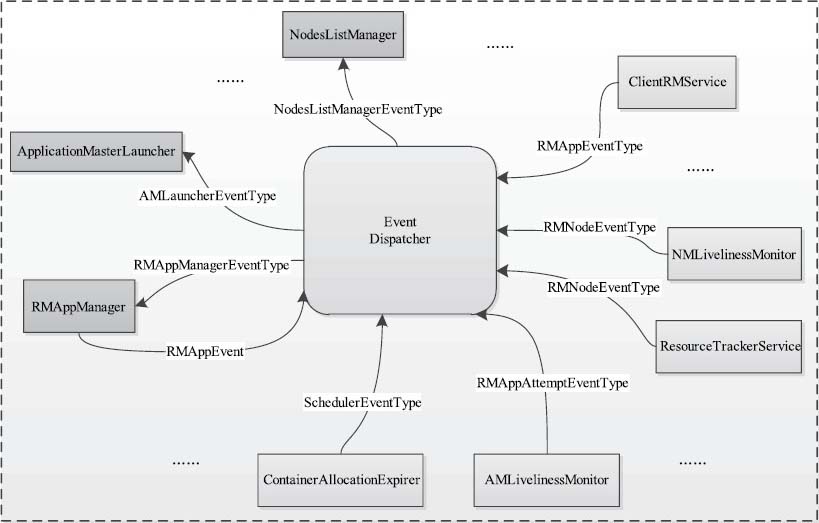 NodesListManager
……
……
ClientRMService
NodesListManagerEventType
ApplicationMasterLauncher
RMAppEventType
……
AMLauncherEventType
Event
Dispatcher
RMNodeEventType
NMLivelinessMonitor
RMAppManagerEventType
RMNodeEventType
RMAppManager
ResourceTrackerService
RMAppEvent
SchedulerEventType
RMAppAttemptEventType
……
……
ContainerAllocationExpirer
AMLivelinessMonitor